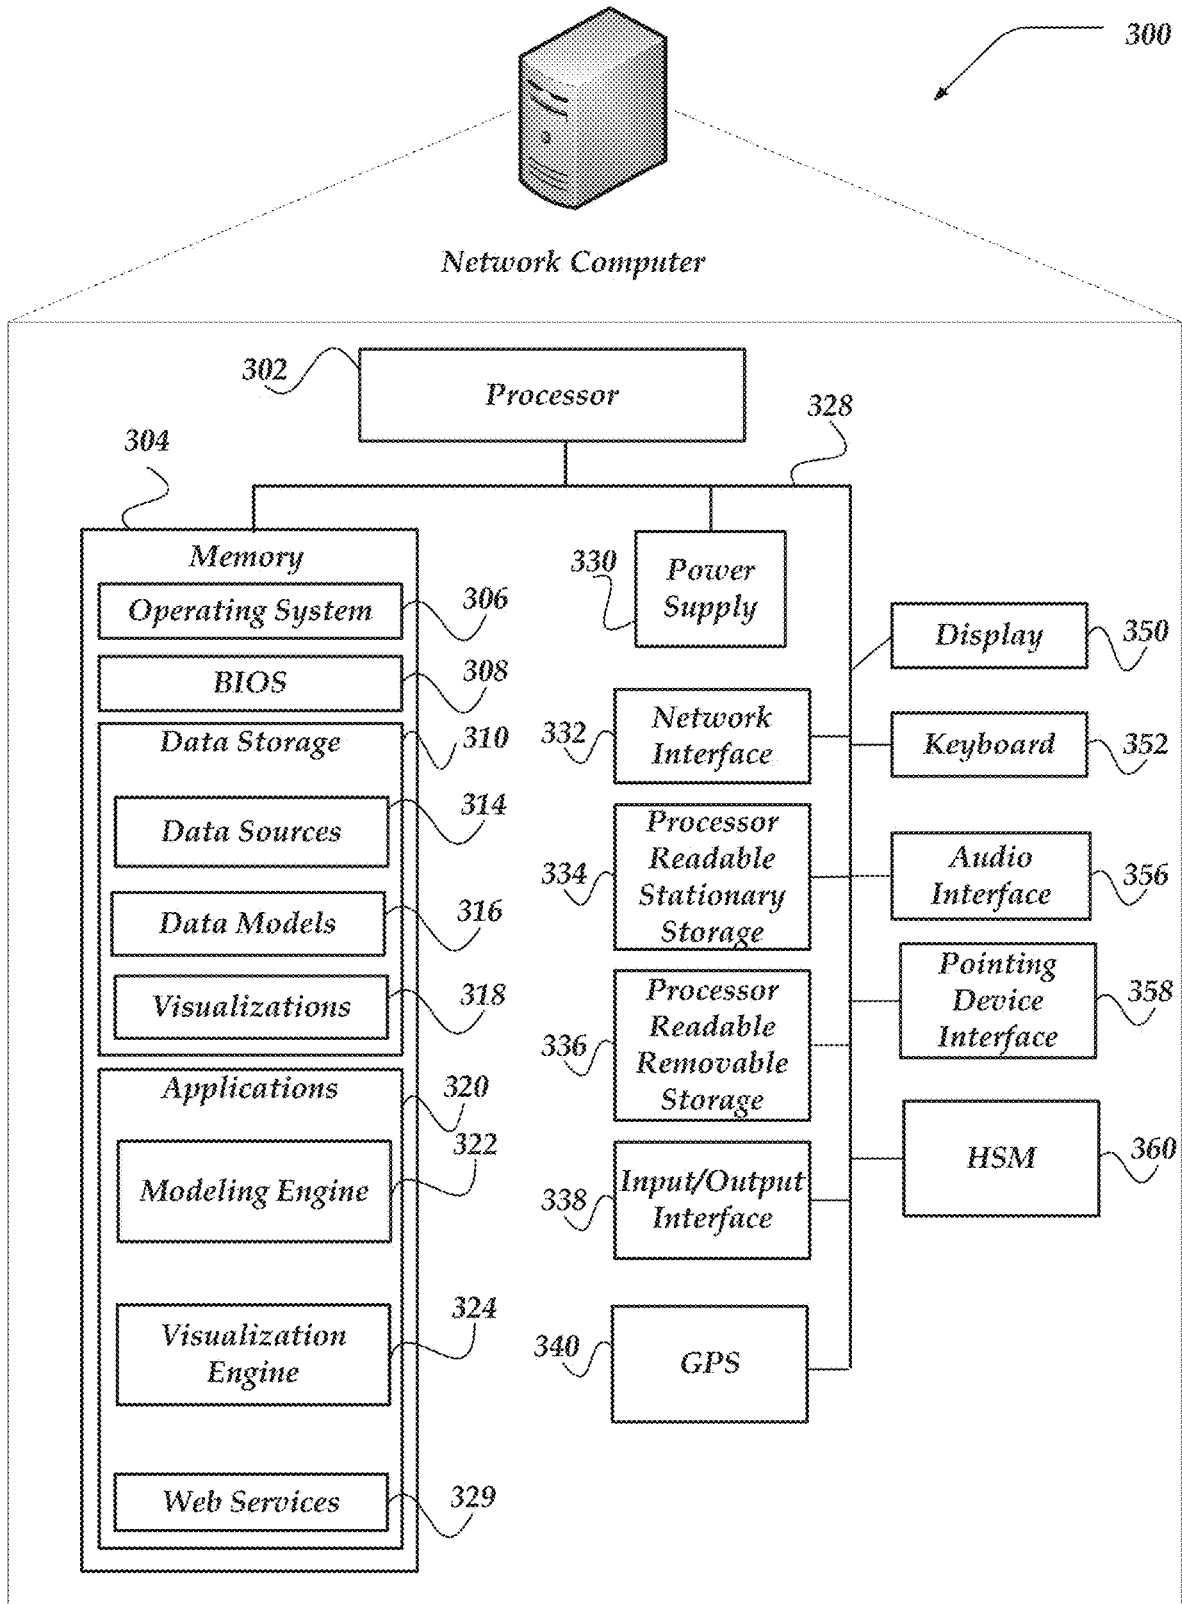 300
Network Computer
302
Processor
328
304
Memory
Operating System
306
BIOS
308
Data Storage
310
Data Sources
314
Data Models
316
Visualizations
318
Applications
320
Modeling Engine
322
Visualization
Engine
324
Web Services
329
330
Power
Supply
332
Network
Interface
334
Processor
Readable
Stationary
Storage
336
Processor
Readable
Removable
Storage
338
Input/Output
Interface
340
GPS
Display
350
Keyboard
352
Audio
Interface
356
Pointing
Device
Interface
358
HSM
360